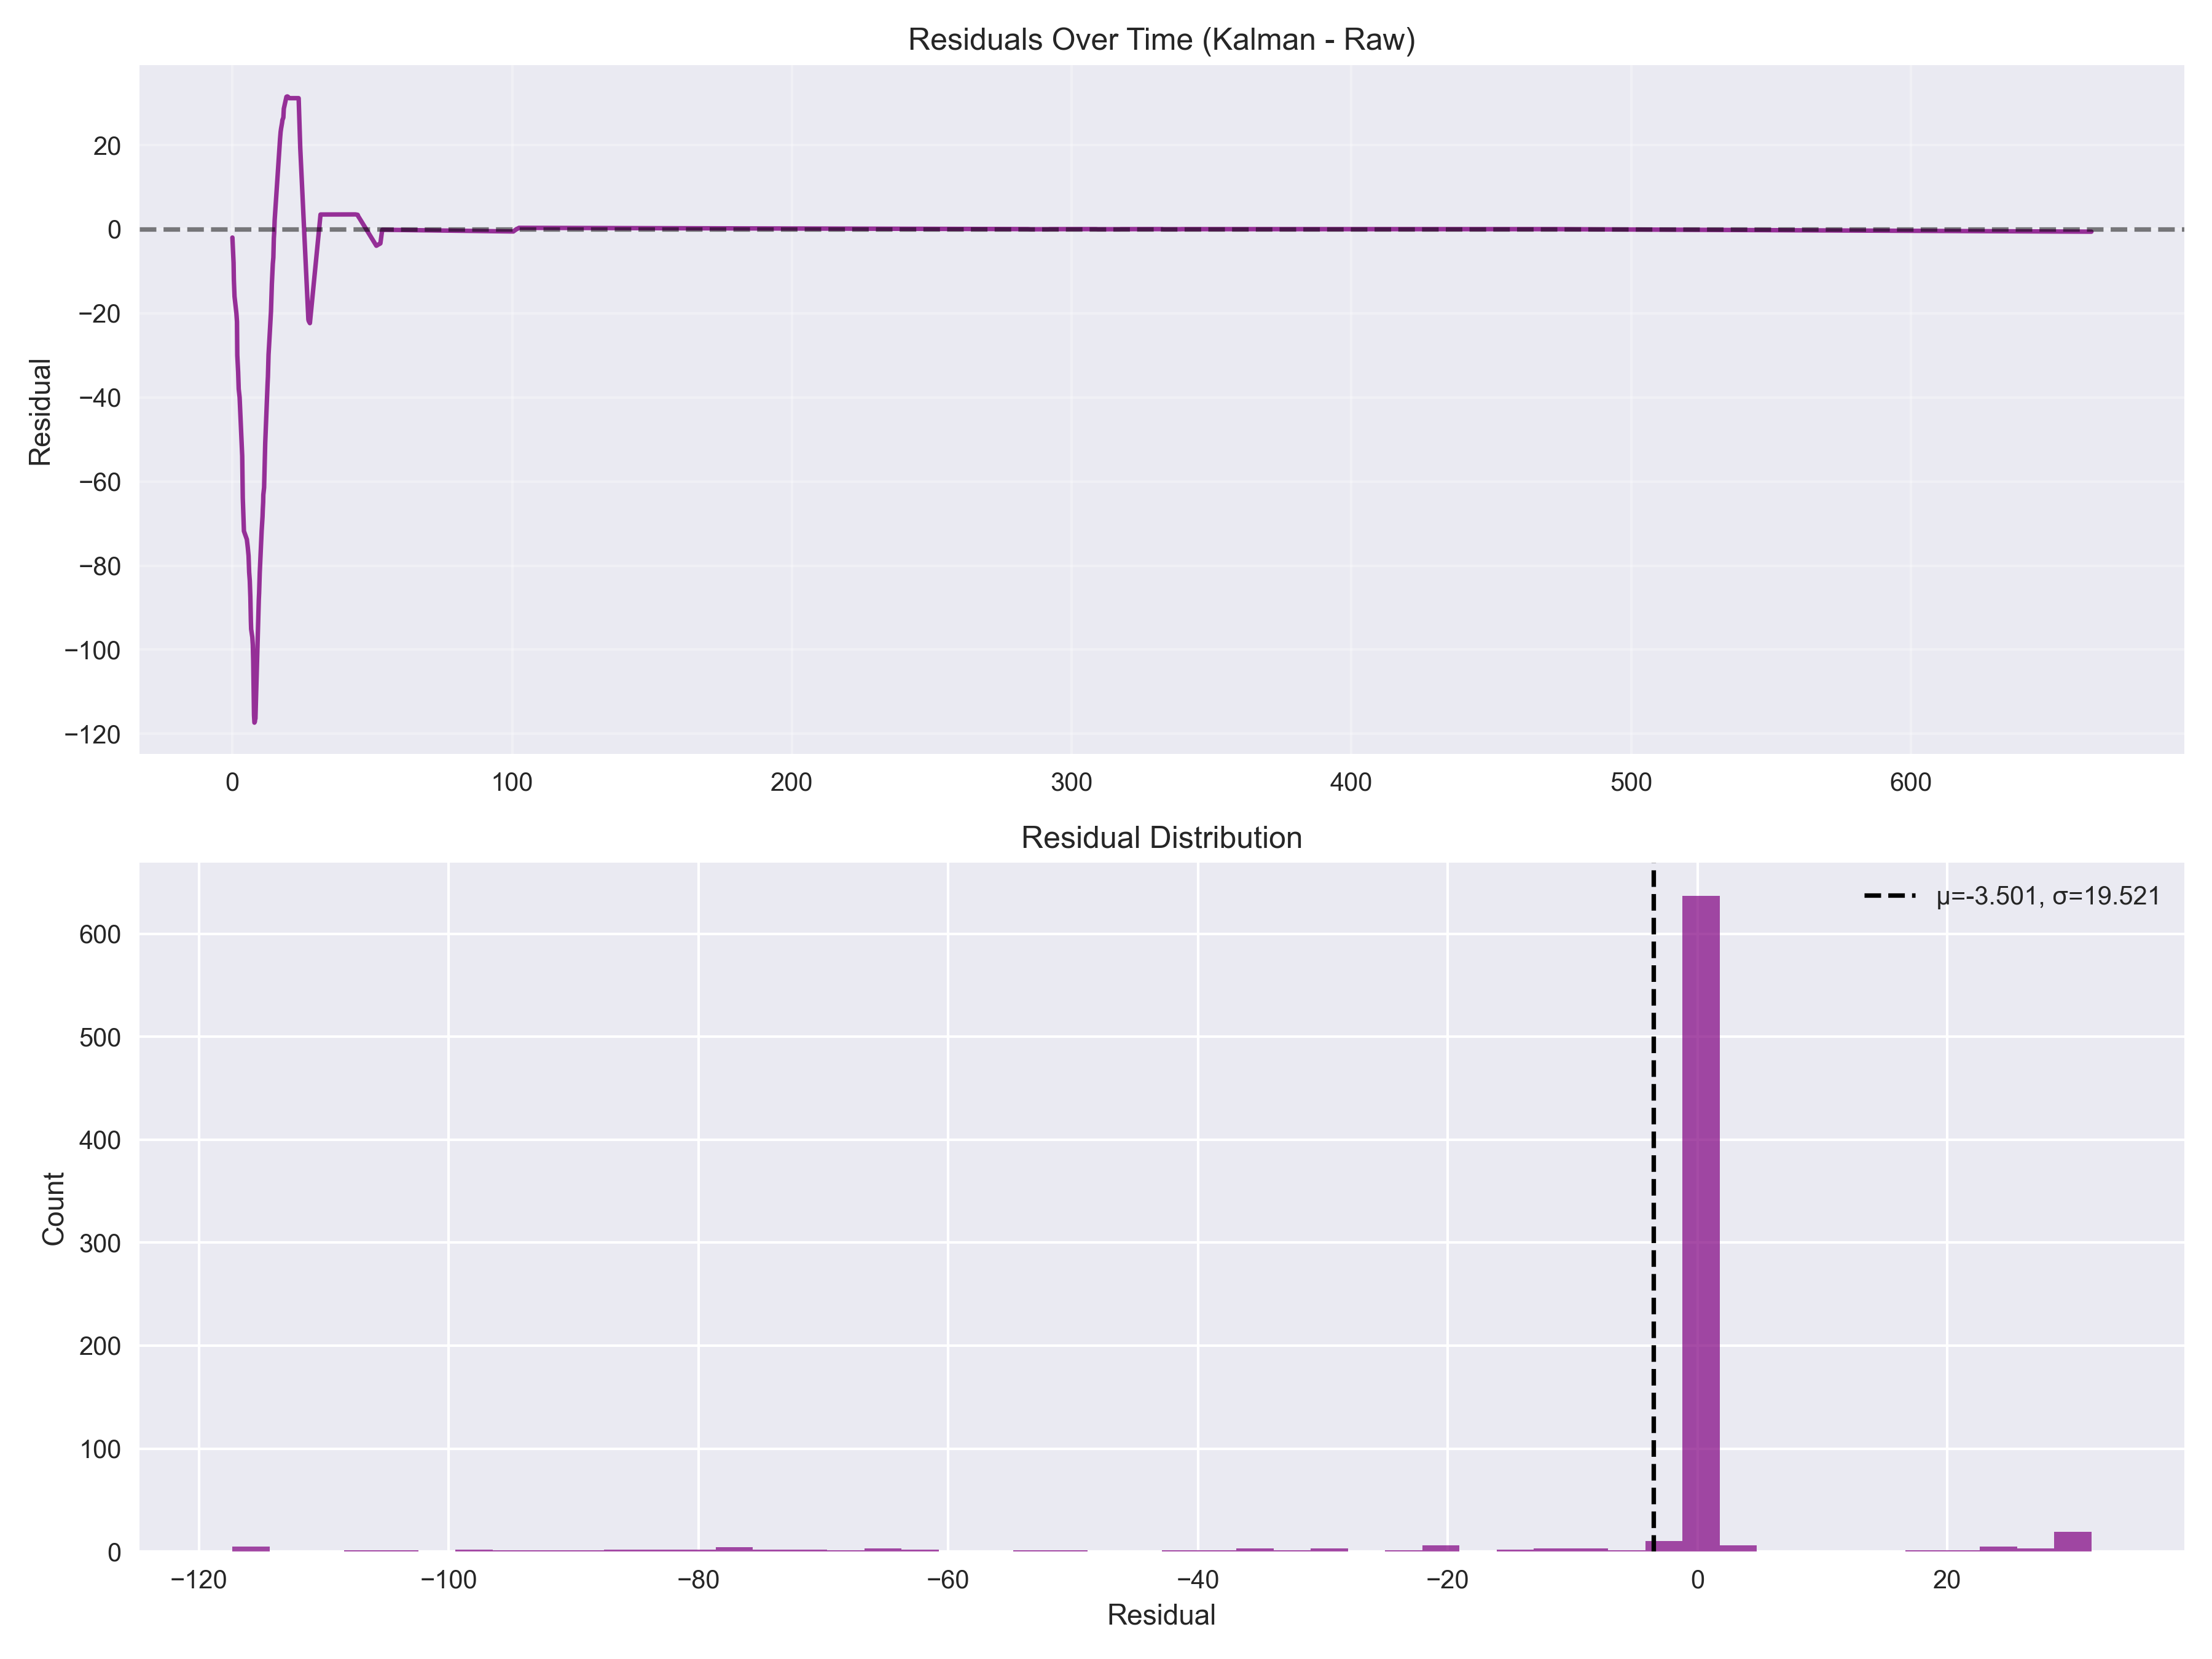 Residuals Over Time (Kalman - Raw)
20
0
−20
−40
−60
−80
−100
−120
Residual
0 100 200 300 400 500 600
Residual Distribution
μ=-3.501, σ=19.521
600
500
400
300
200
100
0
Count
−120 −100 −80 −60 −40 −20 0 20
Residual